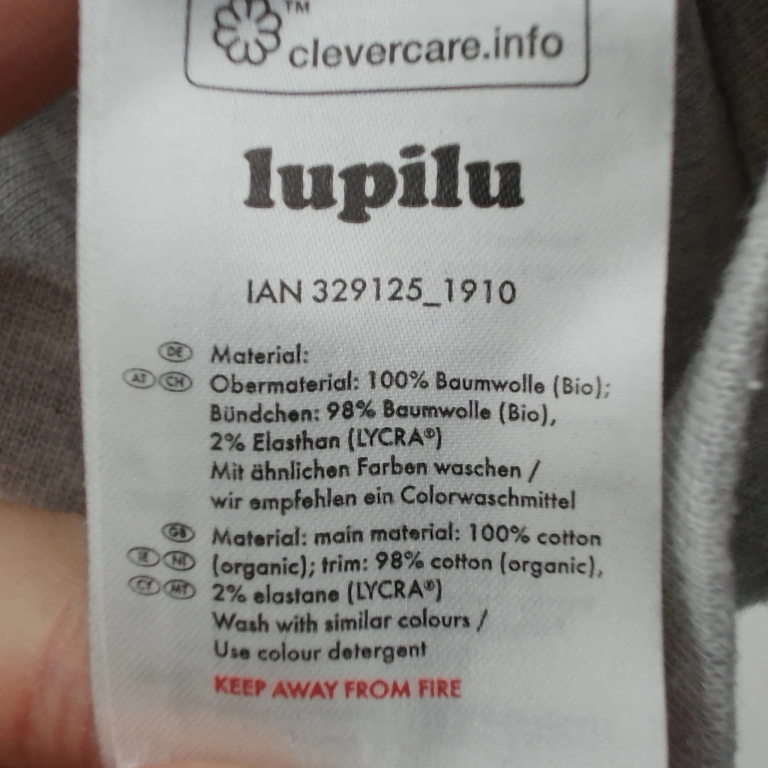 TM
clevercare.info
lupilu
IAN 329125_1910
DE Material:
AT CH Obermaterial: 100% Baumwolle (Bio);
Bündchen: 98% Baumwolle (Bio),
2% Elasthan (LYCRA®)
Mit ähnlichen Farben waschen /
wir empfehlen ein Colorwaschmittel
GB Material: main material: 100% cotton
IE NI (organic); trim: 98% cotton (organic),
CY MT 2% elastane (LYCRA®)
Wash with similar colours /
Use colour detergent
KEEP AWAY FROM FIRE